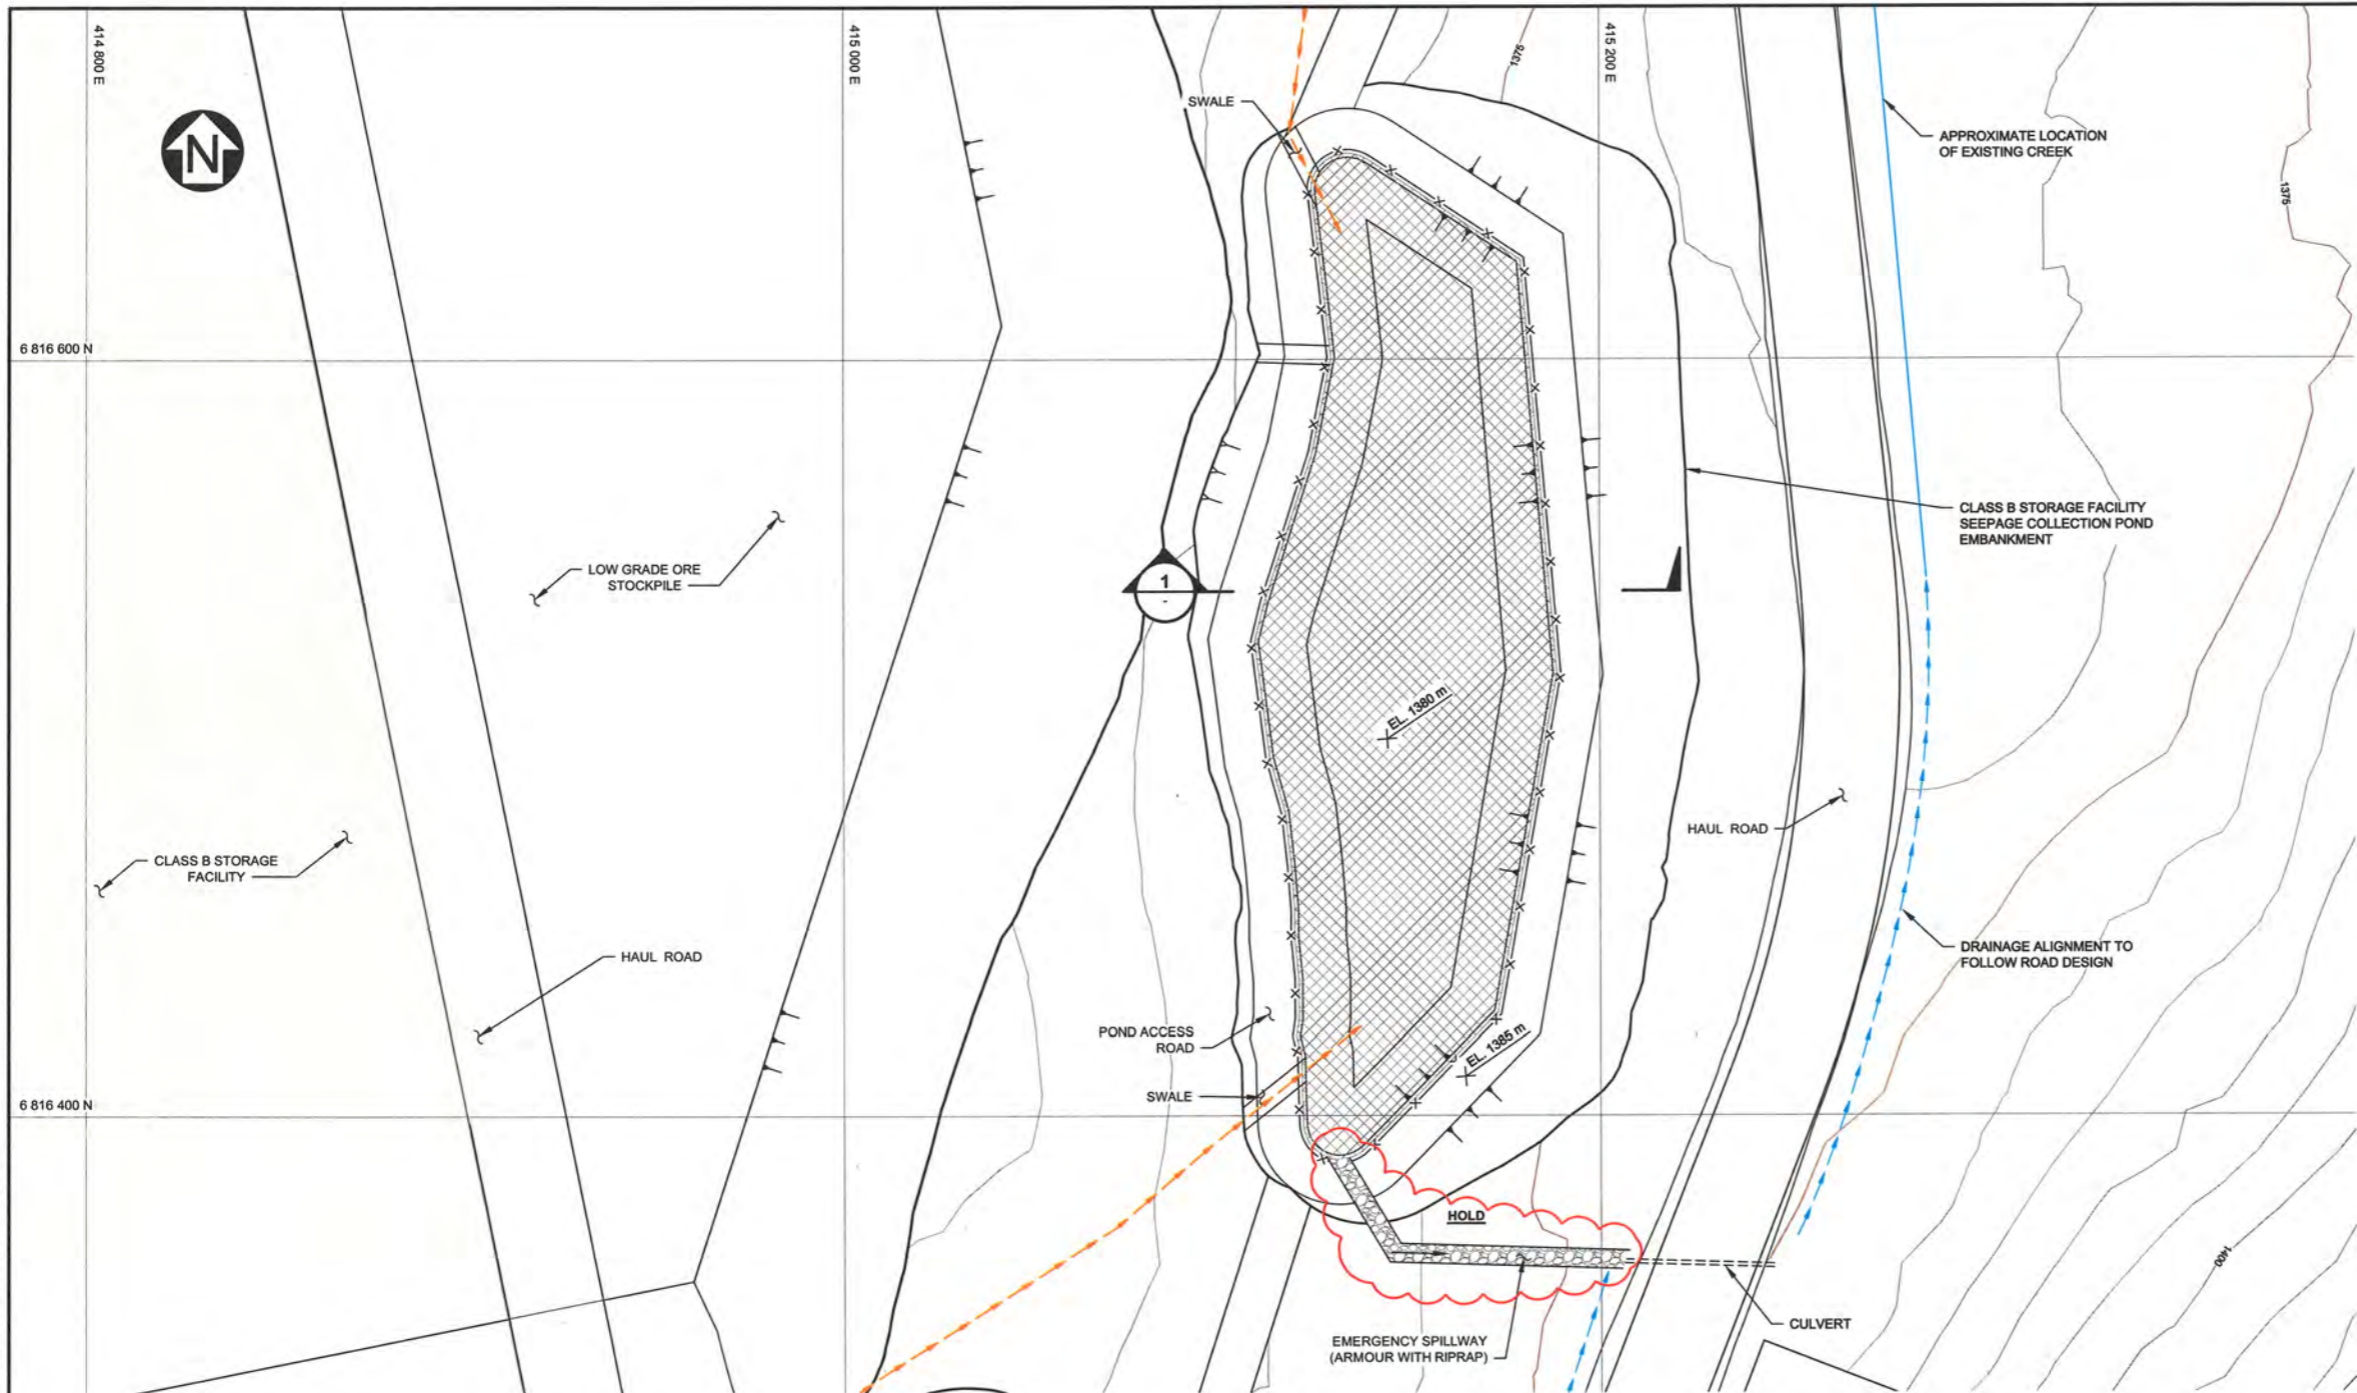 414 800 E
415 000 E
415 200 E
1375
SWALE
N
APPROXIMATE LOCATION
OF EXISTING CREEK
1375
6 816 600 N
CLASS B STORAGE FACILITY
SEEPAGE COLLECTION POND
EMBANKMENT
LOW GRADE ORE
STOCKPILE
1
-
EL. 1380 m
HAUL ROAD
CLASS B STORAGE
FACILITY
HAUL ROAD
DRAINAGE ALIGNMENT TO
FOLLOW ROAD DESIGN
POND ACCESS
ROAD
EL. 1385 m
SWALE
6 816 400 N
HOLD
1400
CULVERT
EMERGENCY SPILLWAY
(ARMOUR WITH RIPRAP)